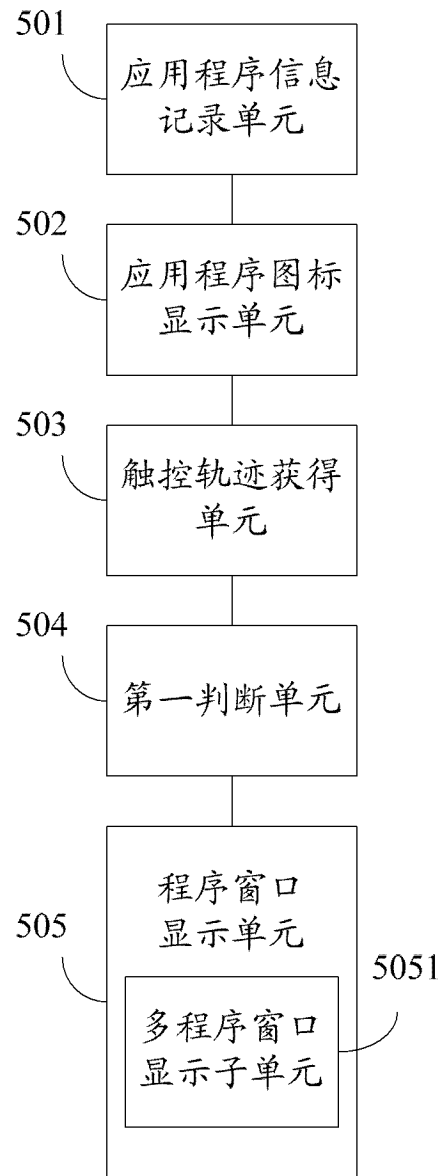 501
应用程序信息
记录单元
502
应用程序图标
显示单元
503
触控轨迹获得
单元
504
第一判断单元
505
程序窗口
显示单元
5051
多程序窗口
显示子单元